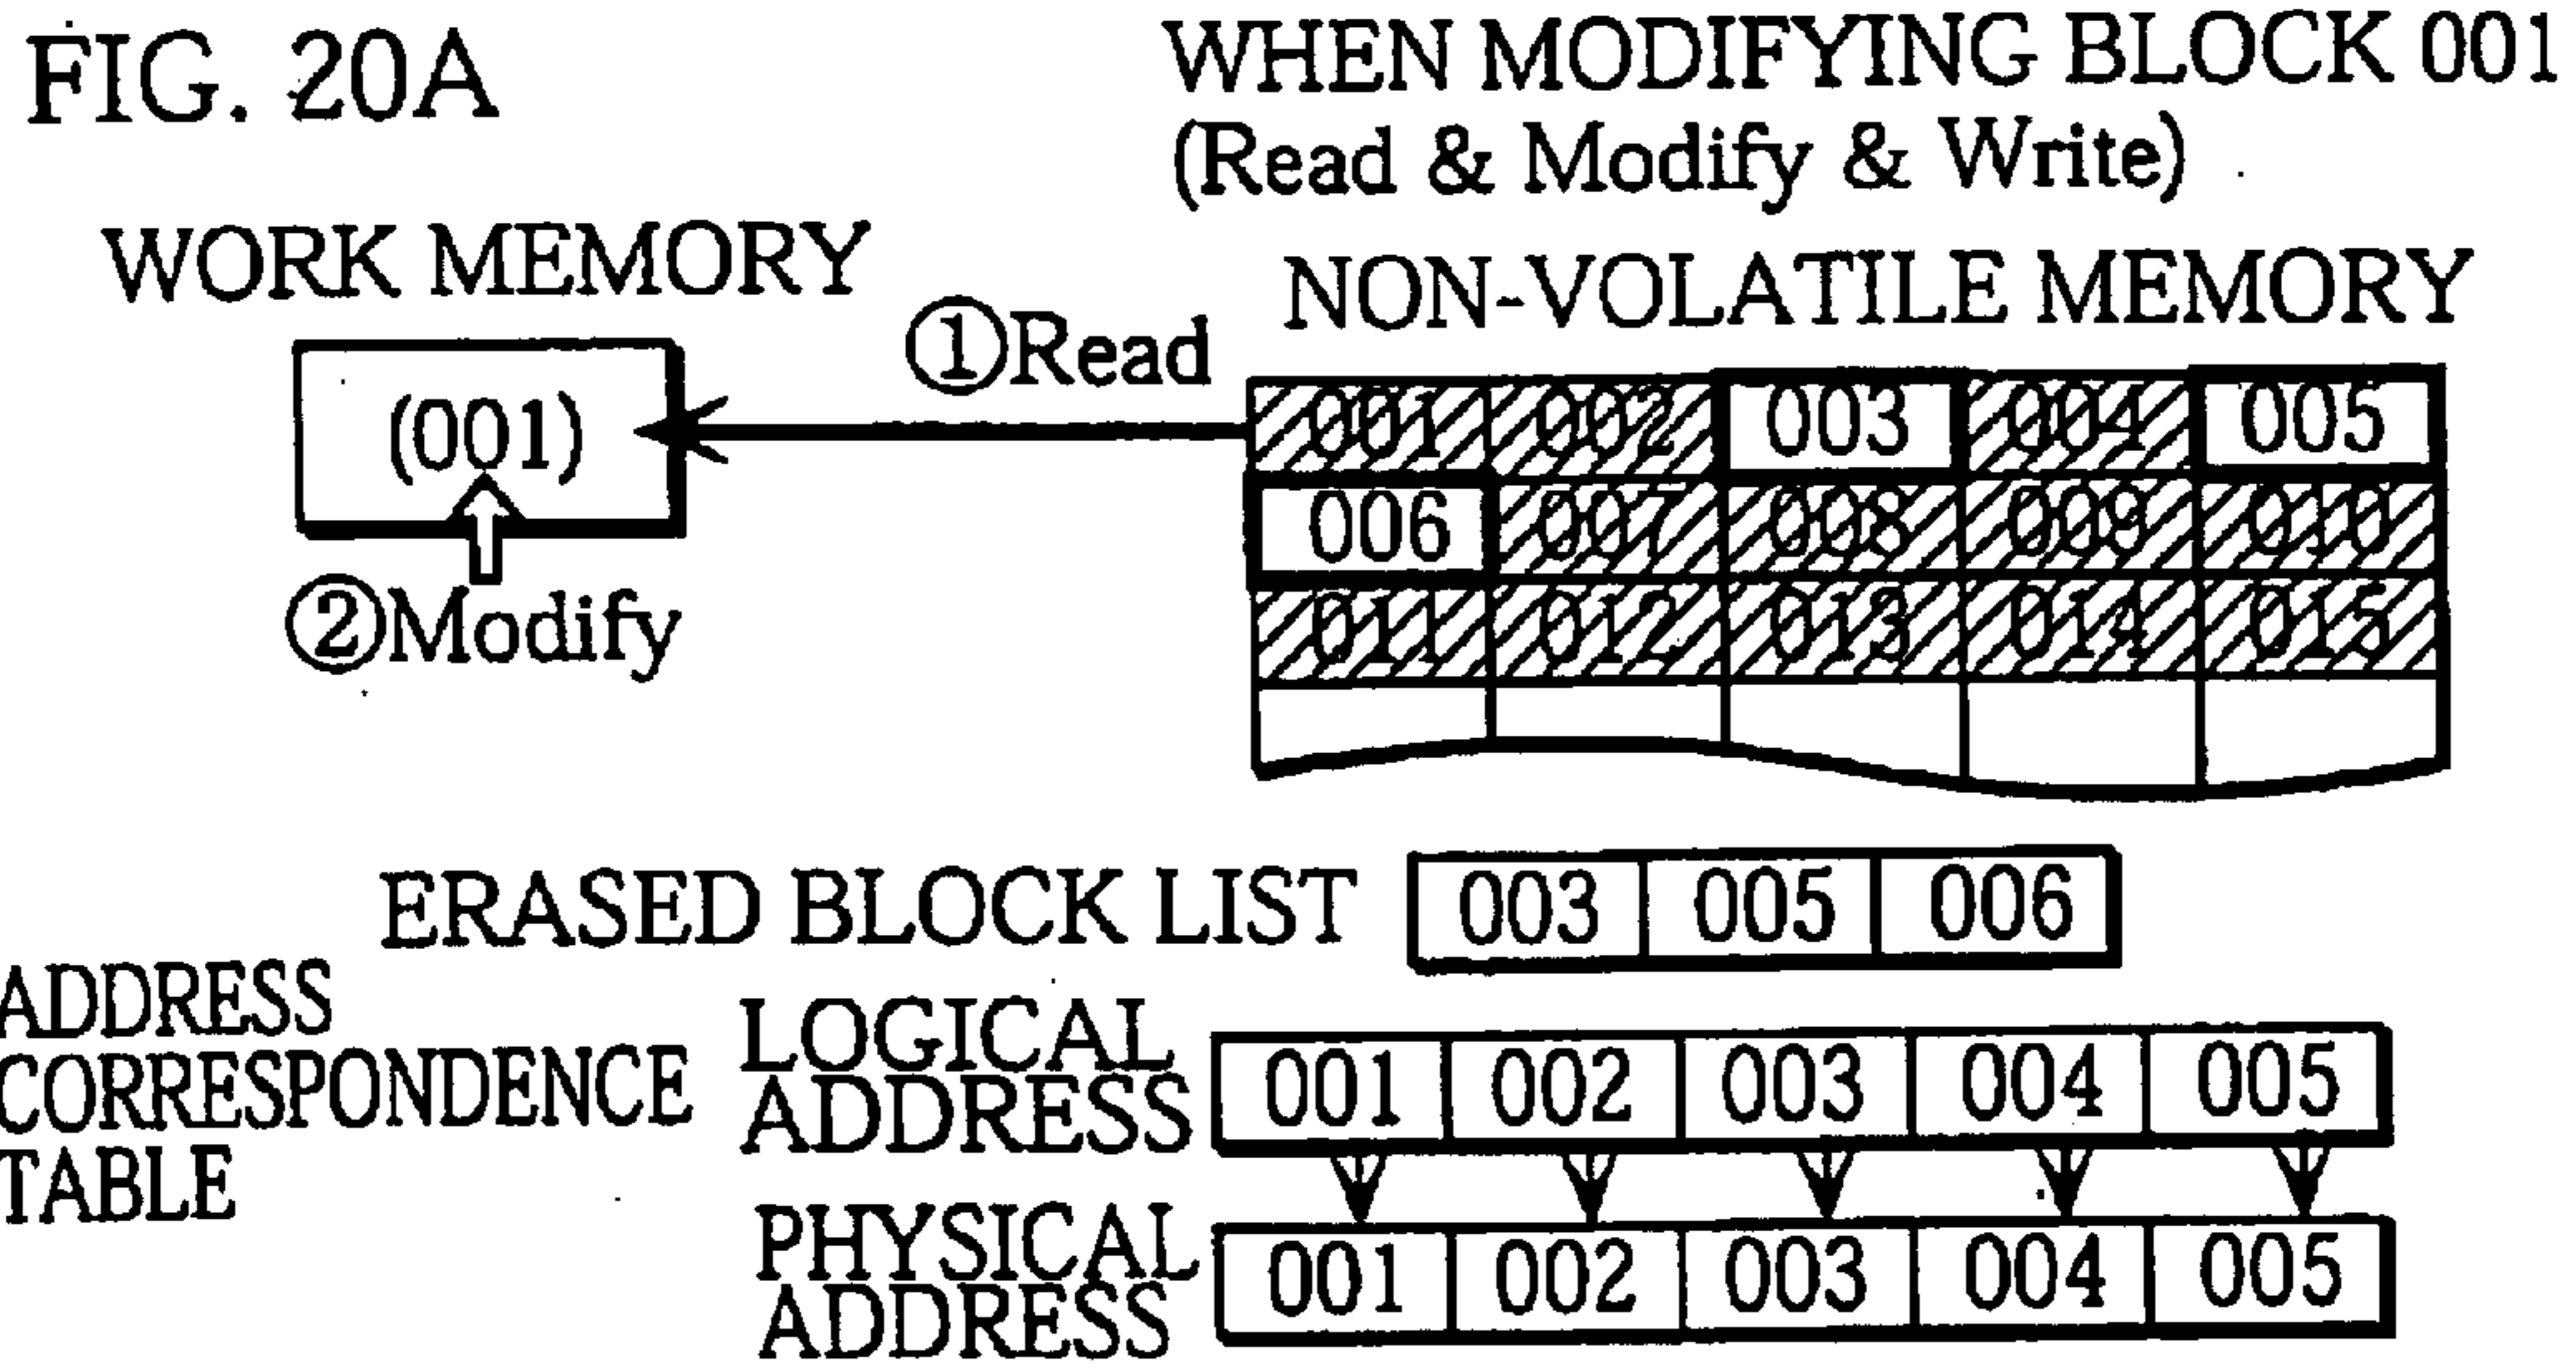 FIG. 20A
WHEN MODIFYING BLOCK 001
(Read & Modify & Write)
WORK MEMORY
NON-VOLATILE MEMORY
①Read
(001)
②Modify
001 002 003 004 005
006 007 008 009 010
011 012 013 014 015
ERASED BLOCK LIST 003 005 006
ADDRESS
CORRESPONDENCE
TABLE
LOGICAL
ADDRESS
001 002 003 004 005
PHYSICAL
ADDRESS
001 002 003 004 005